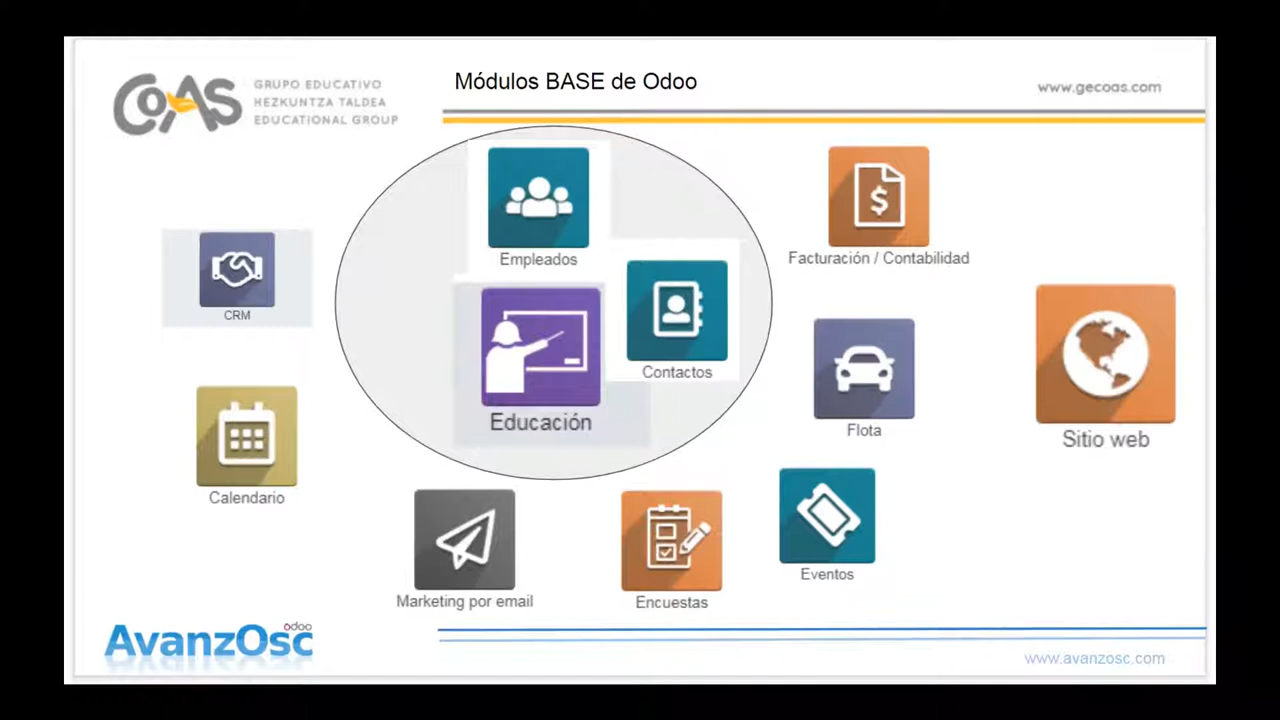 COAS
GRUPO EDUCATIVO
HEZKUNTZA TALDEA
EDUCATIONAL GROUP
Módulos BASE de Odoo
www.gecoas.com
Empleados
Facturación / Contabilidad
CRM
Contactos
Educación
Flota
Sitio web
Calendario
Eventos
Marketing por email
Encuestas
odoo
AvanzOsc
www.avanzosc.com